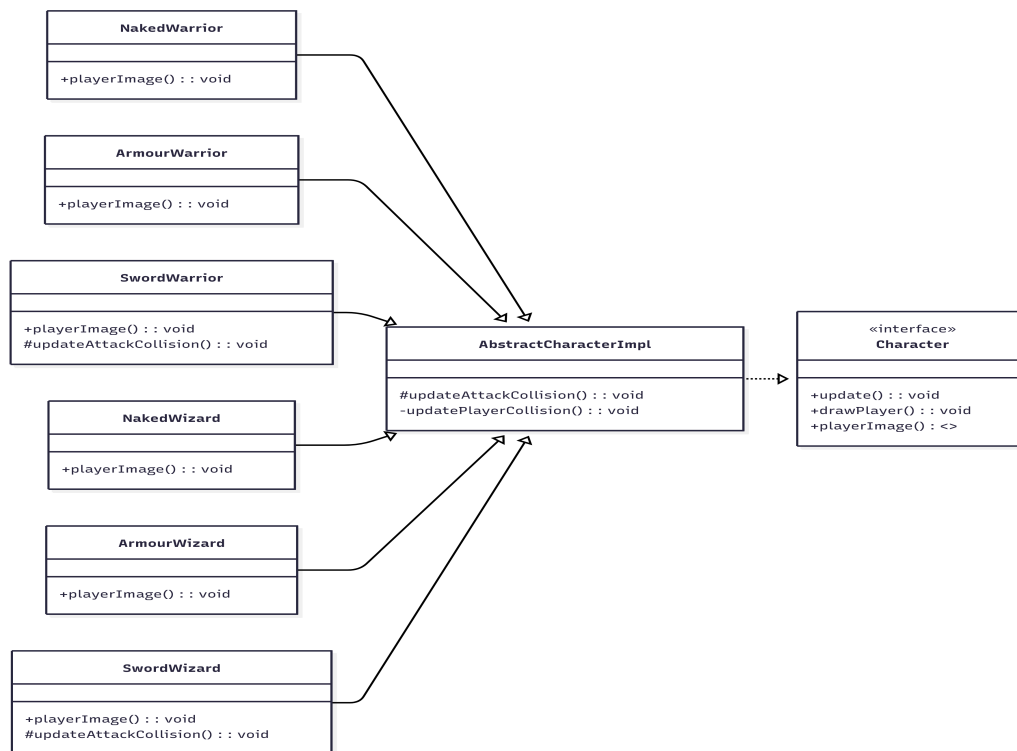 NakedWarrior
+playerImage() : : void
ArmourWarrior
+playerImage() : : void
SwordWarrior
+playerImage() : : void
#updateAttackCollision() : : void
NakedWizard
+playerImage() : : void
ArmourWizard
+playerImage() : : void
SwordWizard
+playerImage() : : void
#updateAttackCollision() : : void
AbstractCharacterImpl
#updateAttackCollision() : : void
-updatePlayerCollision() : : void
«interface»
Character
+update() : : void
+drawPlayer() : : void
+playerImage() : <>